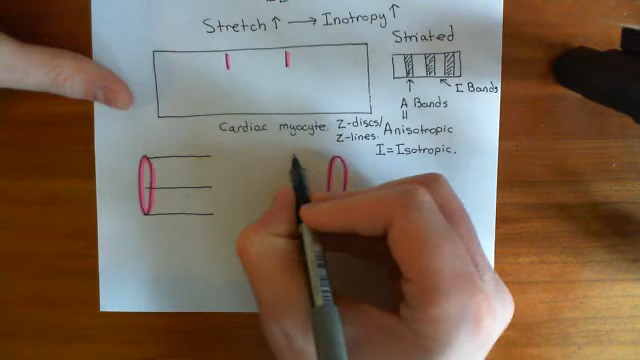 Stretch ↑ → Inotropy ↑
Striated
I Bands
A Bands
=
Anisotropic
Cardiac myocyte.
Z-discs/
Z-lines.
I = Isotropic.